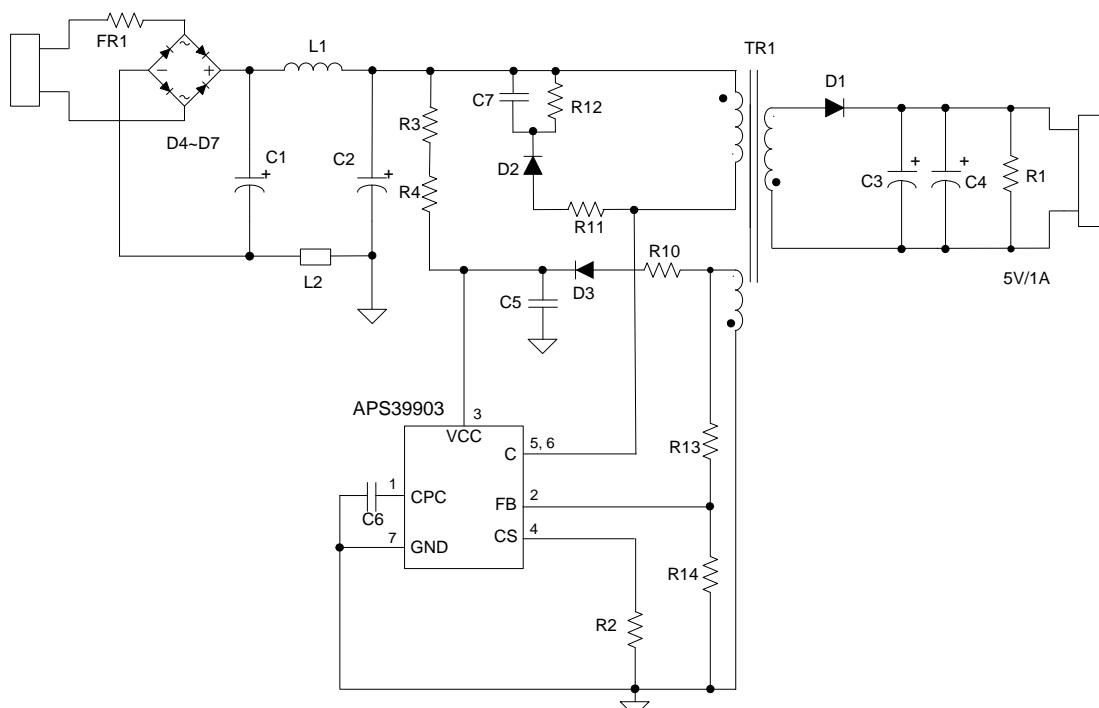 FR1
~
−
+
~
D4~D7
L1
C1
+
C2
+
L2
R3
R4
C7
R12
D2
R11
TR1
D1
C3
+
C4
+
R1
5V/1A
C5
D3
R10
APS39903
3
VCC
C
5, 6
1
CPC
FB
2
C6
CS
4
7
GND
R13
R14
R2